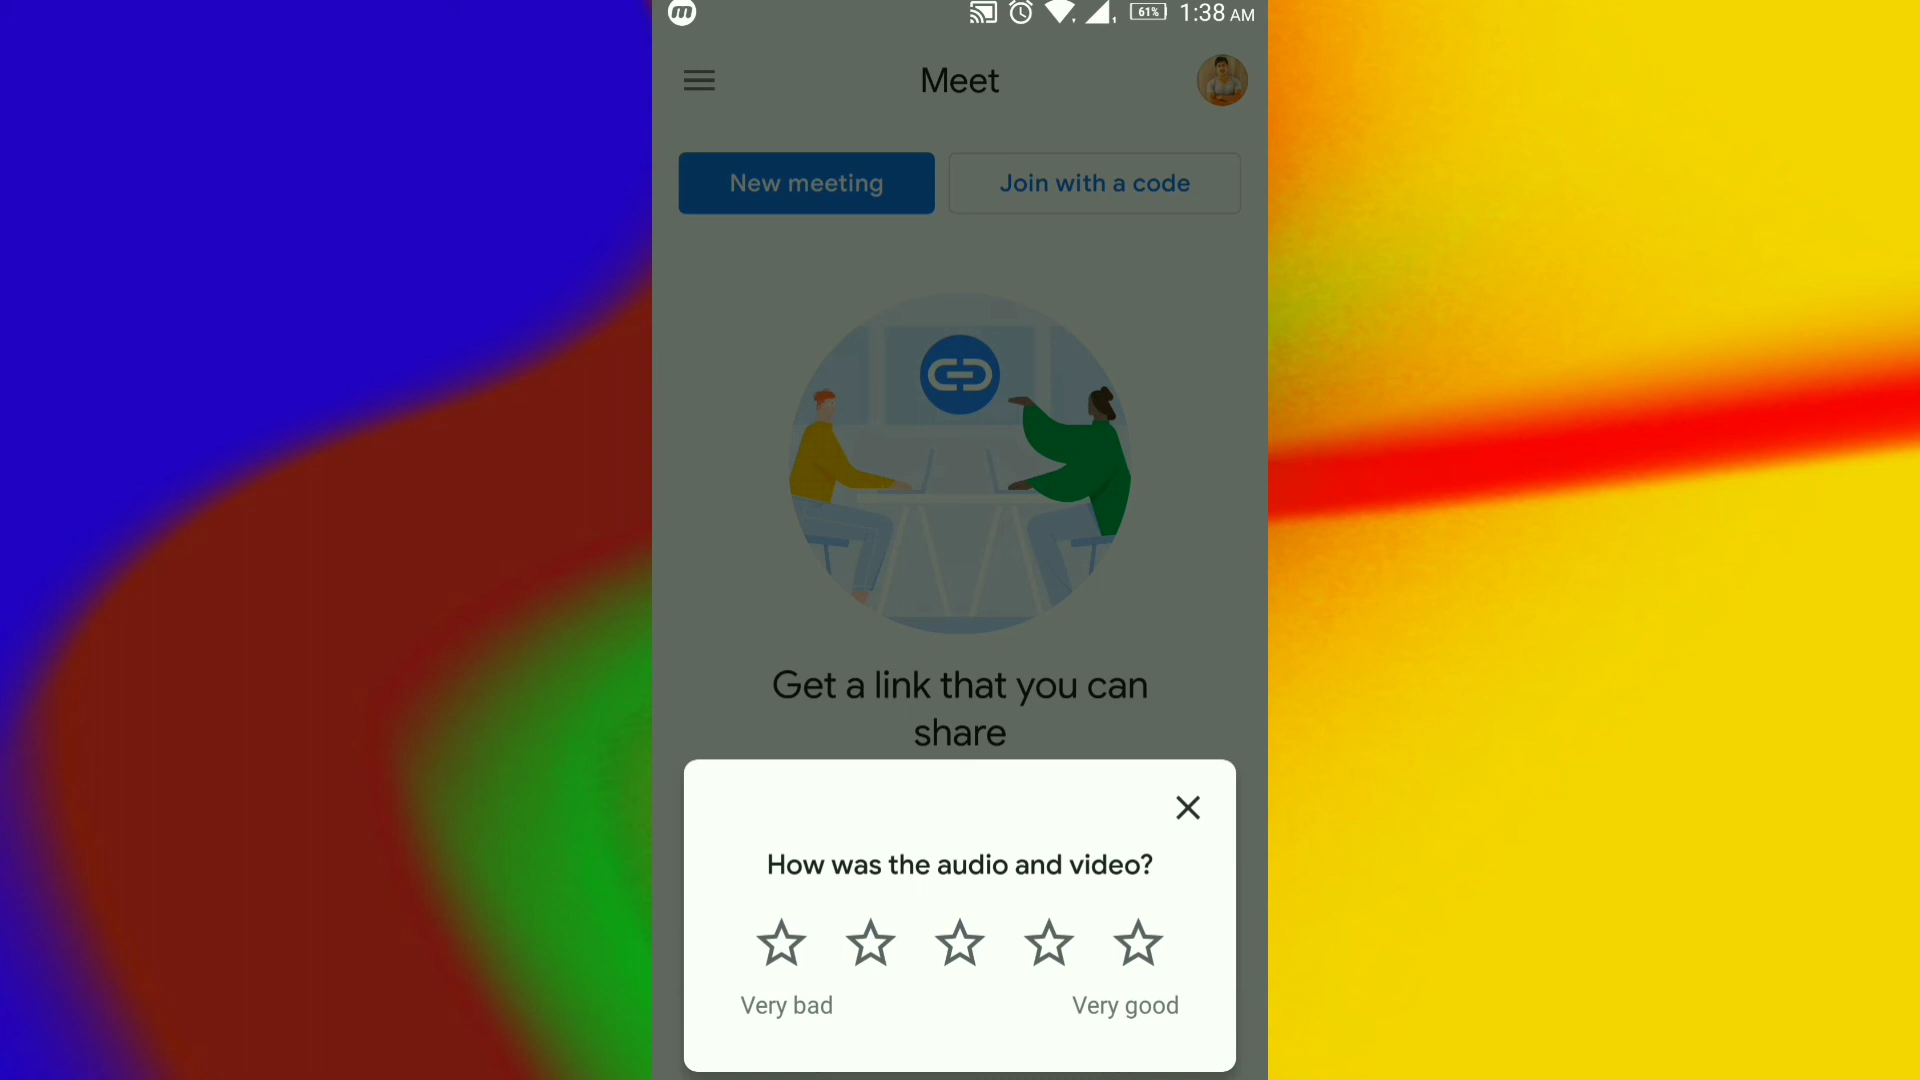 61% 1:38 AM
Meet
New meeting
Join with a code
Get a link that you can
share
How was the audio and video?
Very bad
Very good